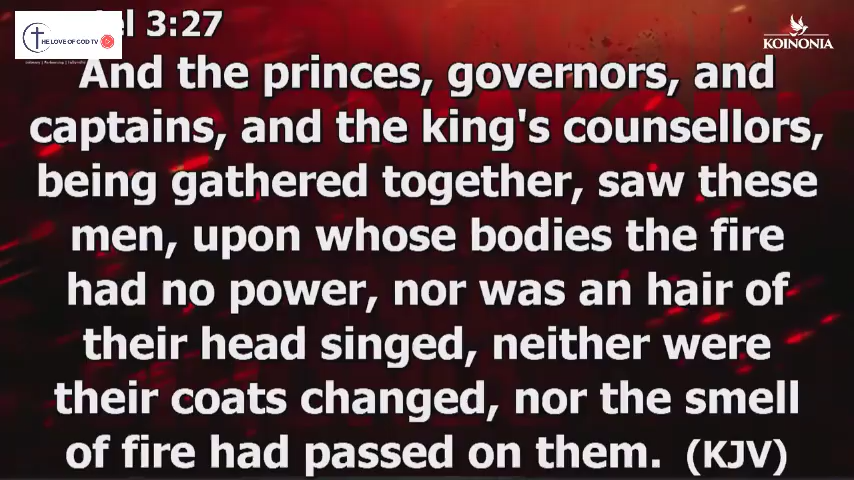 THE LOVE OF GOD TV
el 3:27
KOINONIA
And the princes, governors, and
captains, and the king's counsellors,
being gathered together, saw these
men, upon whose bodies the fire
had no power, nor was an hair of
their head singed, neither were
their coats changed, nor the smell
of fire had passed on them. (KJV)